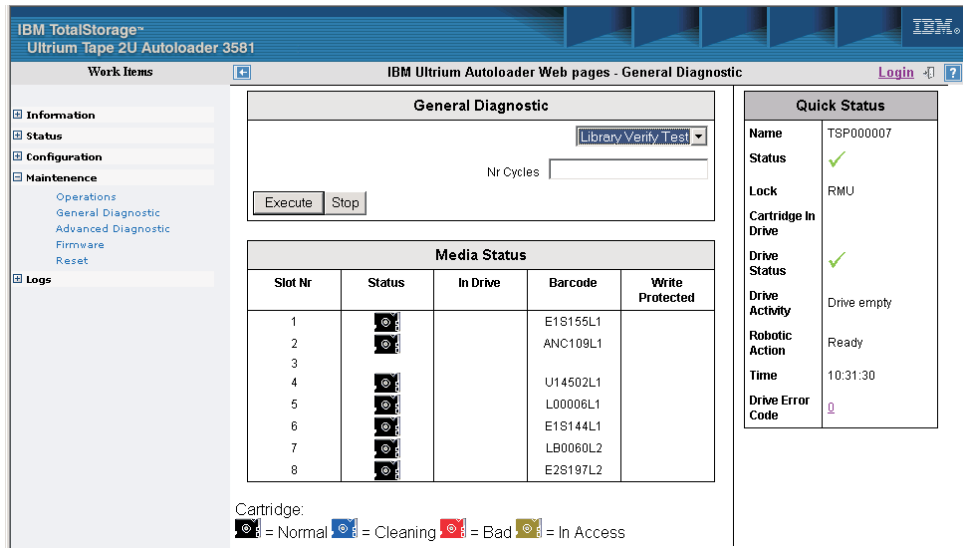 IBM TotalStorage™
Ultrium Tape 2U Autoloader 3581
IBM®
Work Items
IBM Ultrium Autoloader Web pages - General Diagnostic
Login
?
Information
Status
Configuration
Maintenence
Operations
General Diagnostic
Advanced Diagnostic
Firmware
Reset
Logs
General Diagnostic
Library Verify Test
Nr Cycles
Execute Stop
Media Status
Slot Nr Status In Drive Barcode Write Protected
1 E1S155L1
2 ANC109L1
3
4 U14502L1
5 L00006L1
6 E1S144L1
7 LB0060L2
8 E2S197L2
Cartridge:
= Normal = Cleaning = Bad = In Access
Quick Status
Name TSP000007
Status
Lock RMU
Cartridge In Drive
Drive Status
Drive Activity Drive empty
Robotic Action Ready
Time 10:31:30
Drive Error Code 0